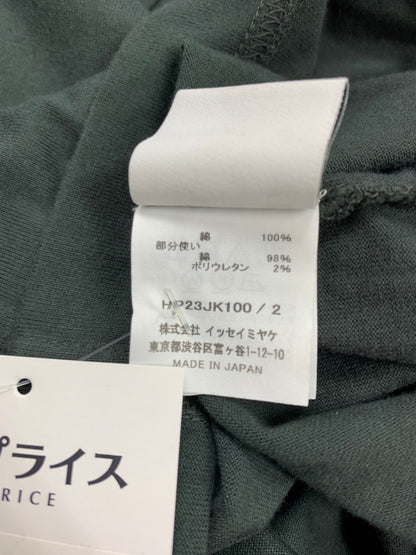 綿 100%
部分使い
綿 98%
ポリウレタン 2%
HP23JK100 / 2
株式会社 イッセイミヤケ
東京都渋谷区富ヶ谷1-12-10
MADE IN JAPAN
プライス
RICE